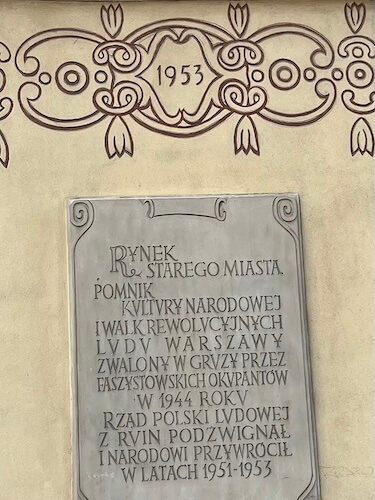 1953
RYNEK
STAREGO MIASTA,
POMNIK
KVLTVRY NARODOWEJ
I WALK REWOLVCYJNYCH
LVDV WARSZAWY
ZWALONY W GRVZY PRZEZ
FASZYSTOWSKICH OKVPANTÓW
W 1944 ROKV
RZĄD POLSKI LVDOWEJ
Z RVIN PODZWIGNĄŁ
I NARODOWI PRZYWRÓCIŁ
W LATACH 1951-1953